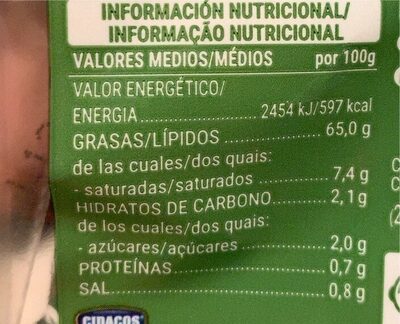 INFORMACIÓN NUTRICIONAL/
INFORMAÇÃO NUTRICIONAL
VALORES MEDIOS/MÉDIOS por 100g
VALOR ENERGÉTICO/
ENERGIA 2454 kJ/597 kcal
GRASAS/LÍPIDOS 65,0 g
de las cuales/dos quais:
- saturadas/saturados 7,4 g
HIDRATOS DE CARBONO 2,1 g
de los cuales/dos quais:
- azúcares/açúcares 2,0 g
PROTEÍNAS 0,7 g
SAL 0,8 g
CIDACOS